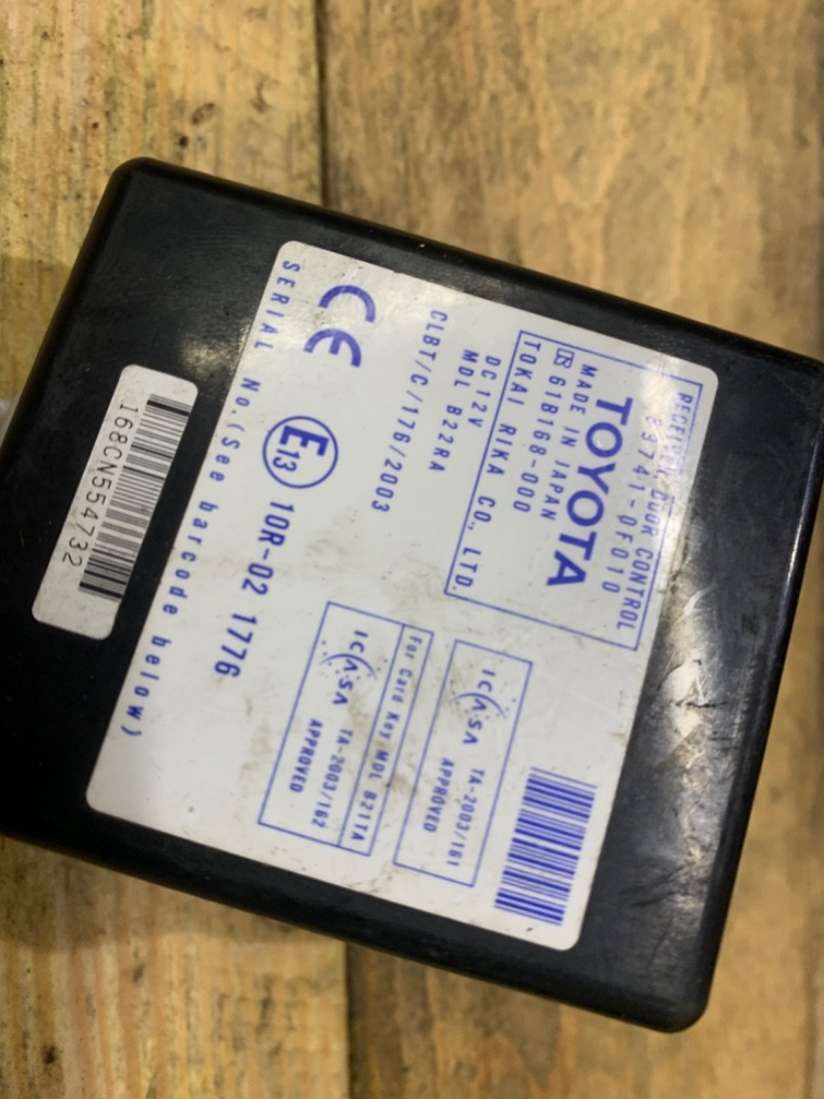 RECEIVER, DOOR CONTROL
89741-0F010
TOYOTA
MADE IN JAPAN
61B168-000
TOKAI RIKA CO., LTD.
DC 12V
MDL B22RA
CLBT/C/176/2003
CE
E13 10R-02 1776
SERIAL No.(See barcode below)
ICASA TA-2003/161
APPROVED
For Card Key MDL B21TA
ICASA TA-2003/162
APPROVED
168CN554732